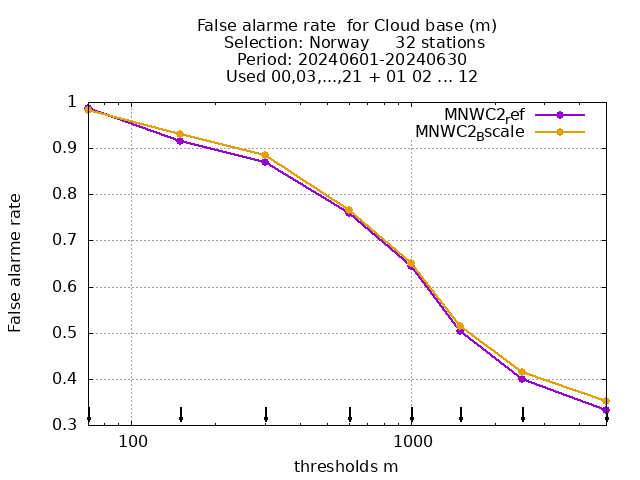 False alarme rate  for Cloud base (m)
Selection: Norway     32 stations
Period: 20240601-20240630
Used 00,03,...,21 + 01 02 ... 12
MNWC2ref
MNWC2Bscale
1
0.9
0.8
0.7
0.6
0.5
0.4
0.3
False alarme rate
100
1000
thresholds m